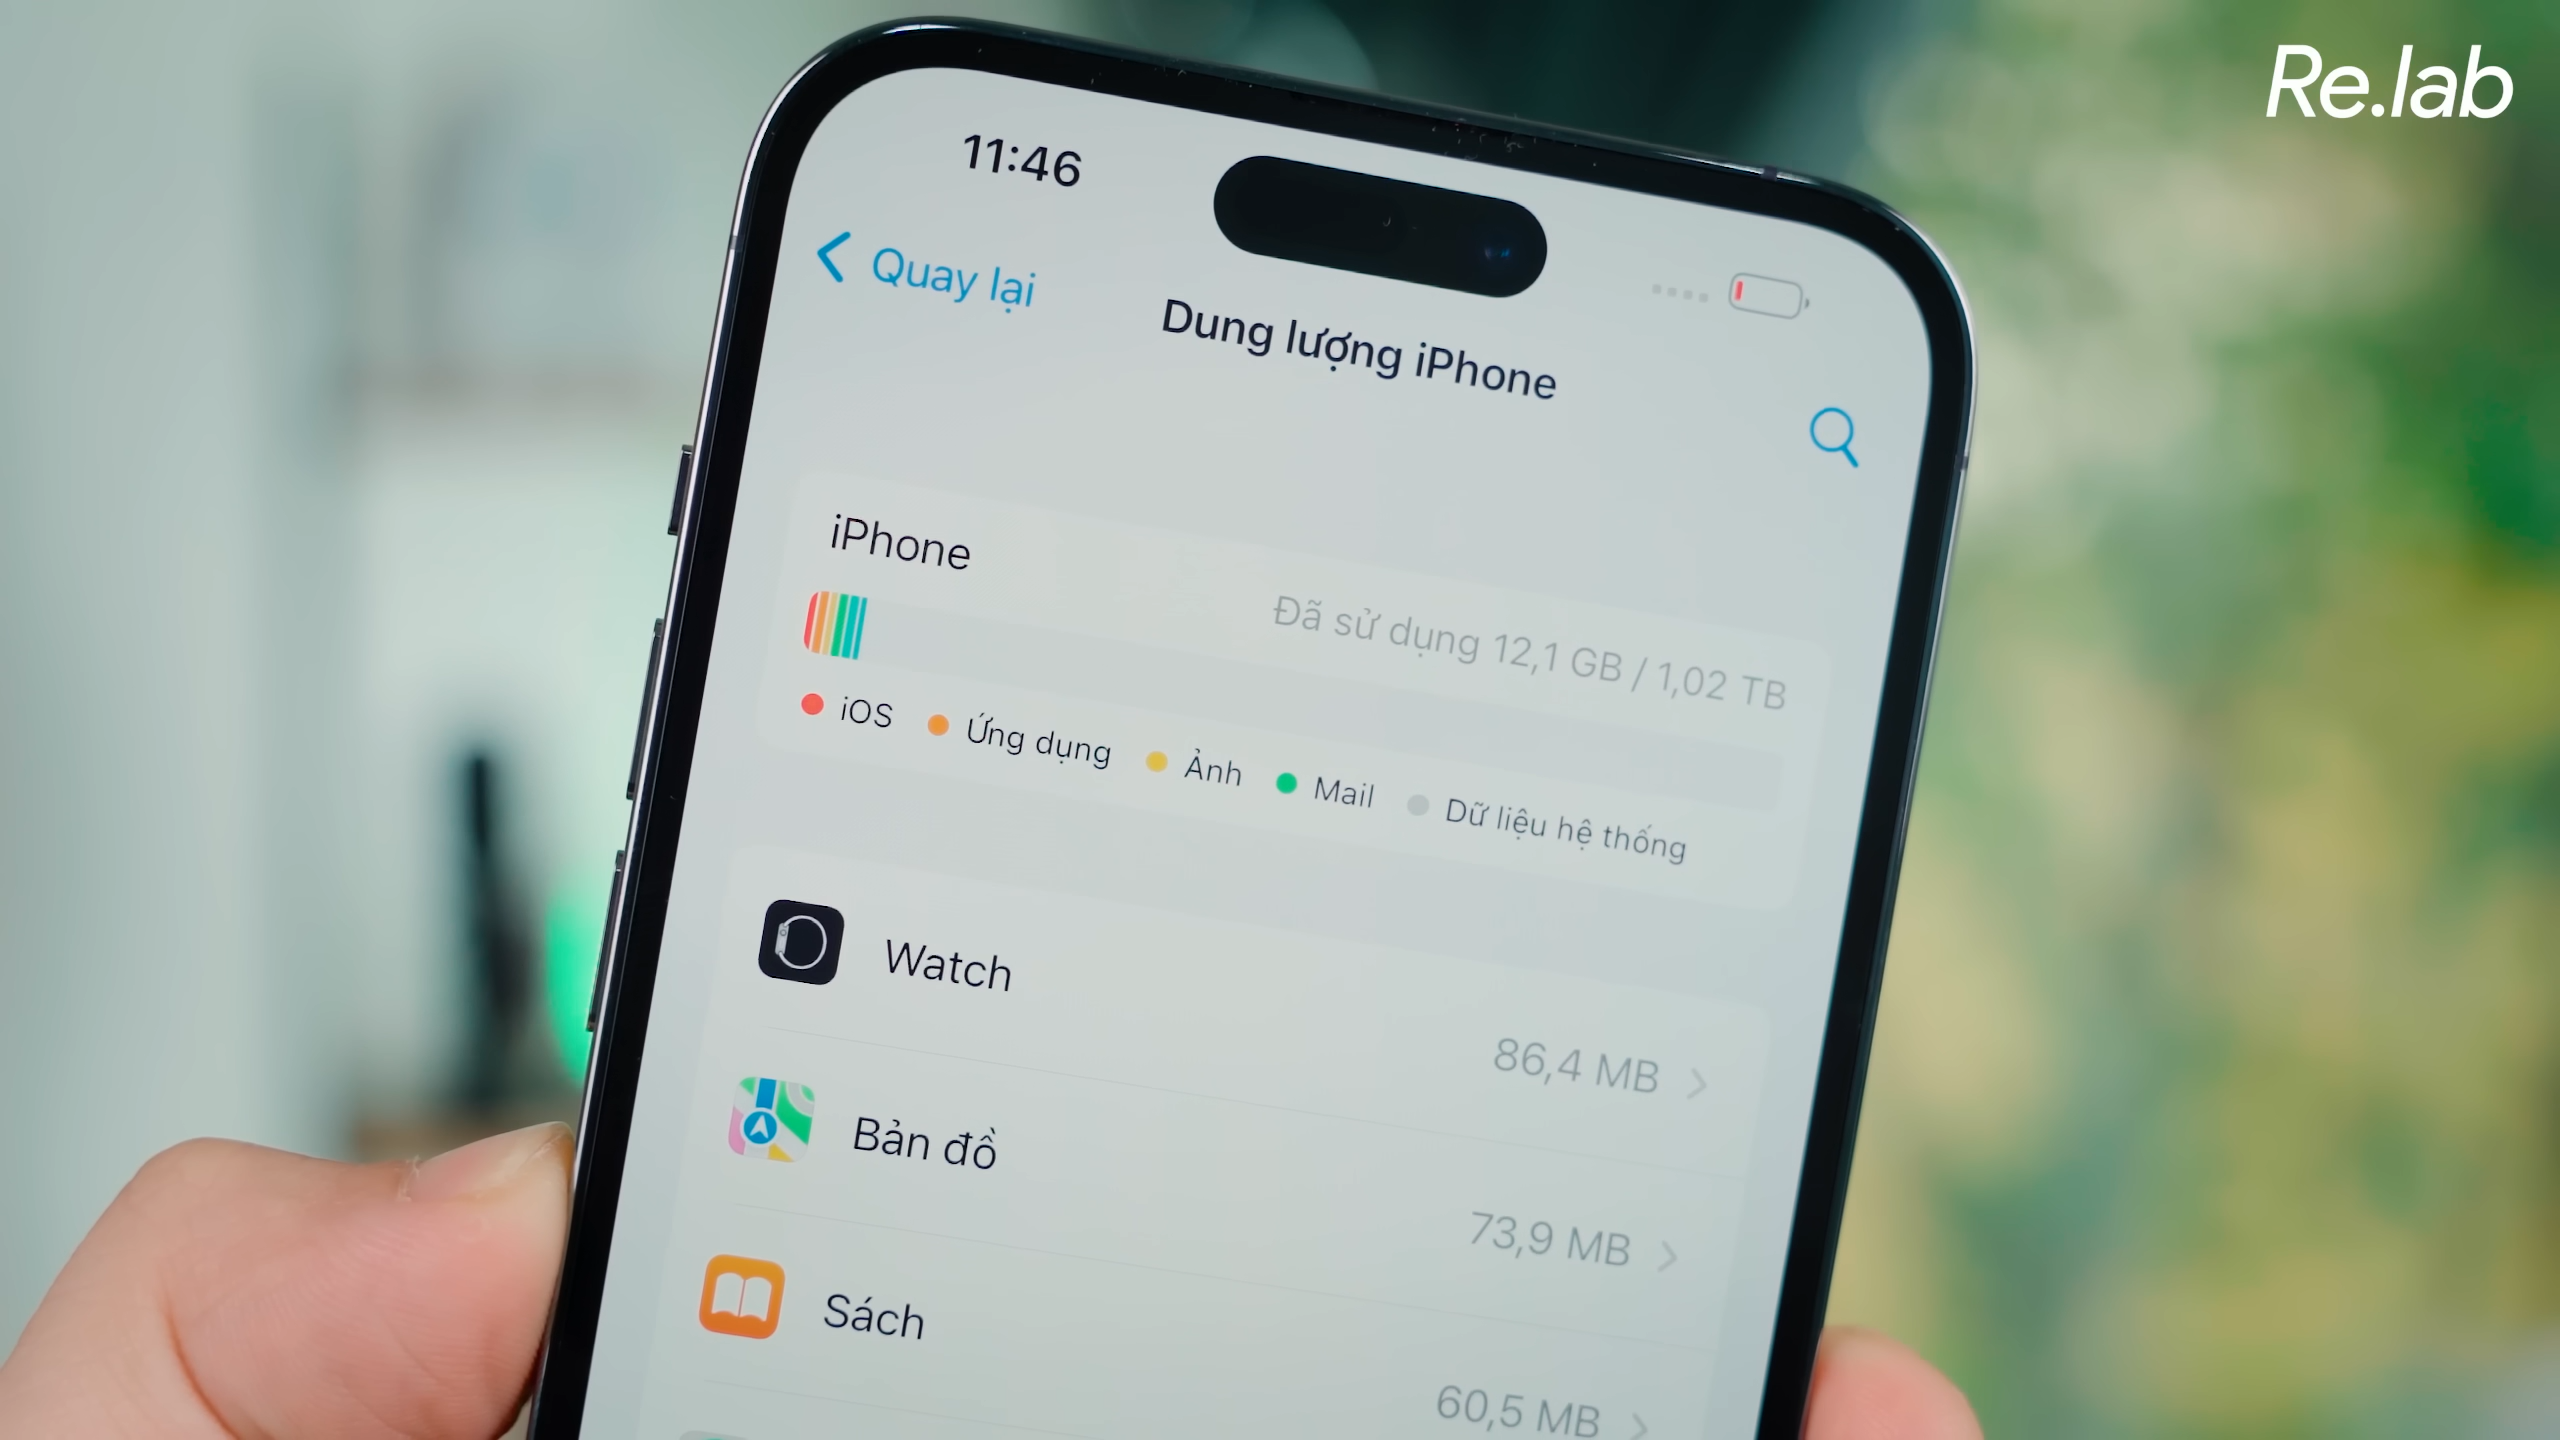 Re.lab
11:46
Quay lại
Dung lượng iPhone
iPhone
Đã sử dụng 12,1 GB / 1,02 TB
iOS Ứng dụng Ảnh Mail Dữ liệu hệ thống
Watch
86,4 MB
Bản đồ
73,9 MB
Sách
60,5 MB